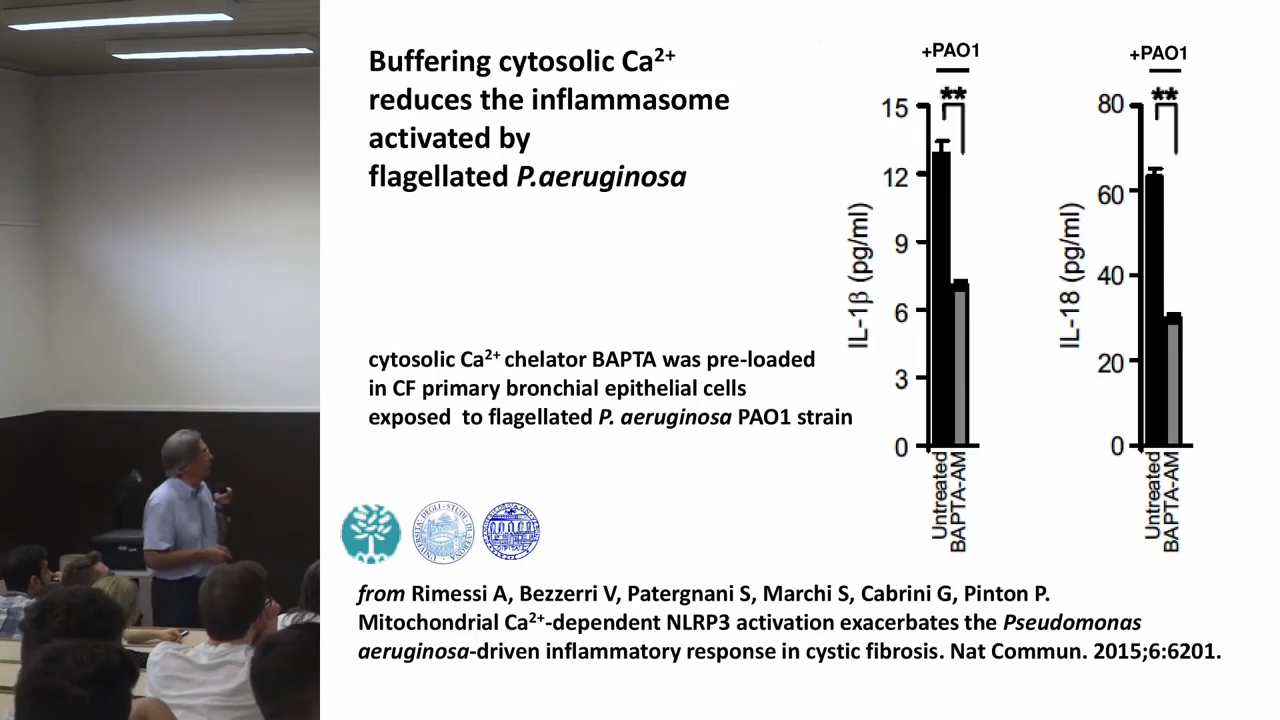 Buffering cytosolic Ca²⁺
reduces the inflammasome
activated by
flagellated P.aeruginosa
cytosolic Ca²⁺ chelator BAPTA was pre-loaded
in CF primary bronchial epithelial cells
exposed to flagellated P. aeruginosa PAO1 strain
+PAO1
**
15
12
9
6
3
0
IL-1β (pg/ml)
Untreated
BAPTA-AM
+PAO1
**
80
60
40
20
0
IL-18 (pg/ml)
Untreated
BAPTA-AM
from Rimessi A, Bezzerri V, Patergnani S, Marchi S, Cabrini G, Pinton P.
Mitochondrial Ca²⁺-dependent NLRP3 activation exacerbates the Pseudomonas
aeruginosa-driven inflammatory response in cystic fibrosis. Nat Commun. 2015;6:6201.